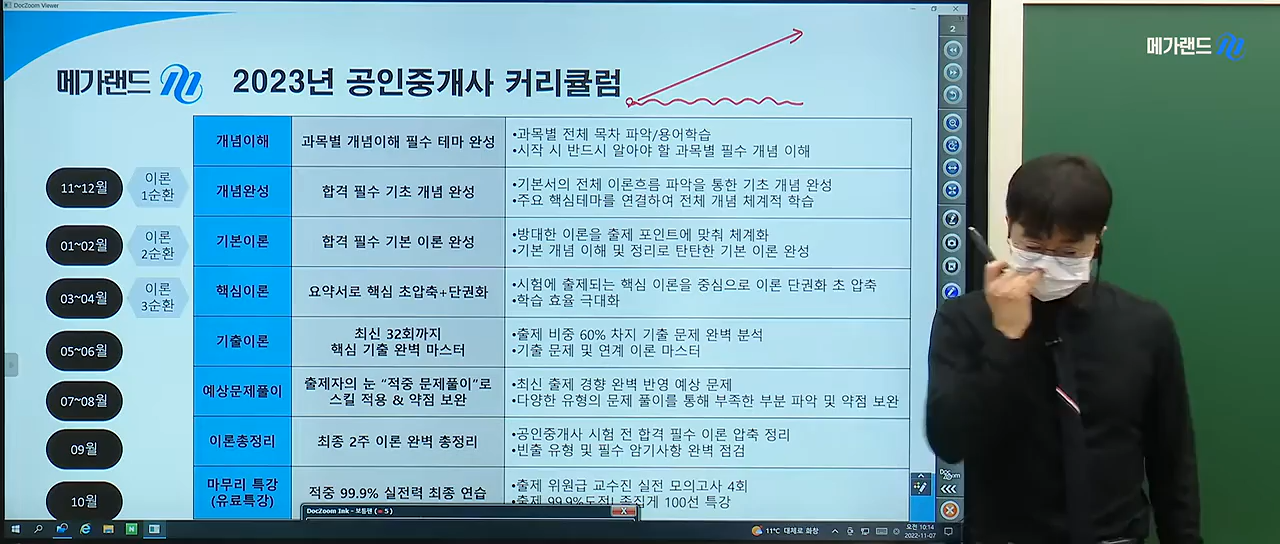 DocZoom Viewer
메가랜드
메가랜드 2023년 공인중개사 커리큘럼
2
개념이해 과목별 개념이해 필수 테마 완성 •과목별 전체 목차 파악/용어학습
•시작 시 반드시 알아야 할 과목별 필수 개념 이해
11~12월 이론 1순환 개념완성 합격 필수 기초 개념 완성 •기본서의 전체 이론흐름 파악을 통한 기초 개념 완성
•주요 핵심테마를 연결하여 전체 개념 체계적 학습
01~02월 이론 2순환 기본이론 합격 필수 기본 이론 완성 •방대한 이론을 출제 포인트에 맞춰 체계화
•기본 개념 이해 및 정리로 탄탄한 기본 이론 완성
03~04월 이론 3순환 핵심이론 요약서로 핵심 초압축+단권화 •시험에 출제되는 핵심 이론을 중심으로 이론 단권화 초 압축
•학습 효율 극대화
05~06월 기출이론 최신 32회까지 핵심 기출 완벽 마스터 •출제 비중 60% 차지 기출 문제 완벽 분석
•기출 문제 및 연계 이론 마스터
07~08월 예상문제풀이 출제자의 눈 “적중 문제풀이”로 스킬 적용 & 약점 보완 •최신 출제 경향 완벽 반영 예상 문제
•다양한 유형의 문제 풀이를 통해 부족한 부분 파악 및 약점 보완
09월 이론총정리 최종 2주 이론 완벽 총정리 •공인중개사 시험 전 합격 필수 이론 압축 정리
•빈출 유형 및 필수 암기사항 완벽 점검
10월 마무리 특강 (유료특강) 적중 99.9% 실전력 최종 연습 •출제 위원급 교수진 실전 모의고사 4회
•출제 99.9%도전! 족집게 100선 특강
DocZoom Ink - 보통펜 ( 5 )
11°C 대체로 화창
오전 10:14
2022-11-07